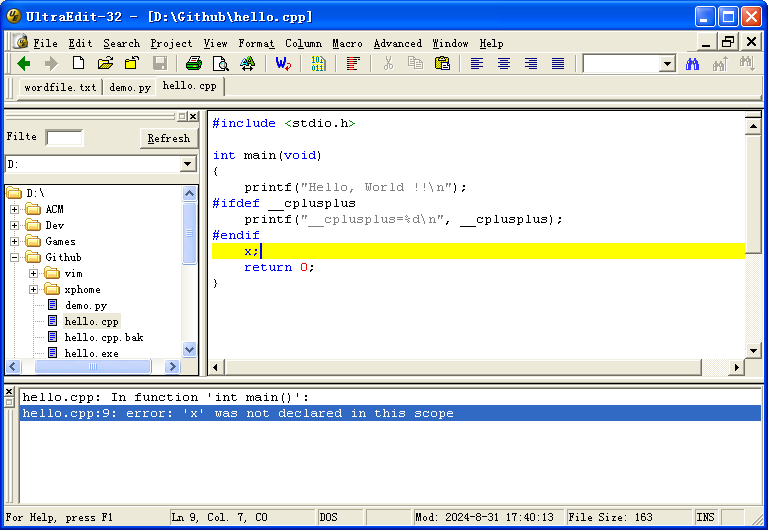 UltraEdit-32 - [D:\Github\hello.cpp]
File Edit Search Project View Format Column Macro Advanced Window Help
wordfile.txt demo.py hello.cpp
Filte Refresh
D:
D:\
ACM
Dev
Games
Github
vim
xphome
demo.py
hello.cpp
hello.cpp.bak
hello.exe
#include <stdio.h>
int main(void)
{
printf("Hello, World !!\n");
#ifdef __cplusplus
printf("__cplusplus=%d\n", __cplusplus);
#endif
x;
return 0;
}
hello.cpp: In function 'int main()':
hello.cpp:9: error: 'x' was not declared in this scope
For Help, press F1 Ln 9, Col. 7, C0 DOS Mod: 2024-8-31 17:40:13 File Size: 163 INS